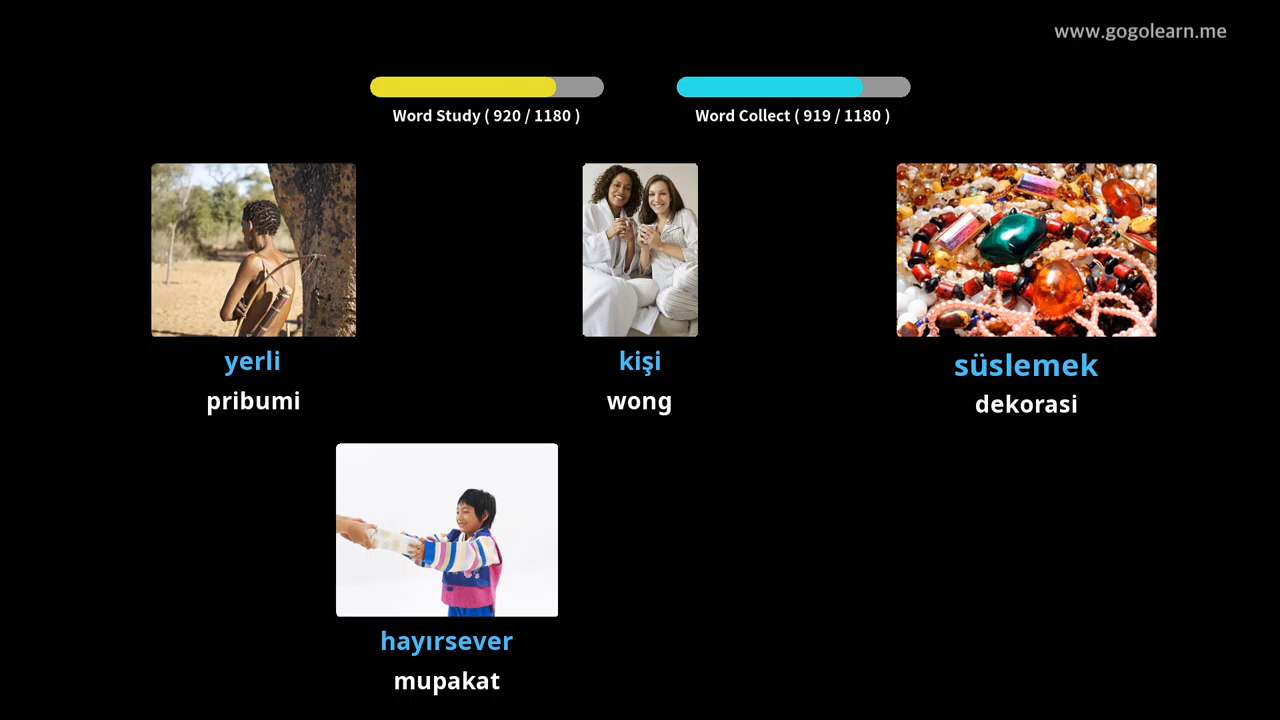 www.gogolearn.me
Word Study ( 920 / 1180 )
Word Collect ( 919 / 1180 )
yerli
pribumi
kişi
wong
süslemek
dekorasi
hayırsever
mupakat